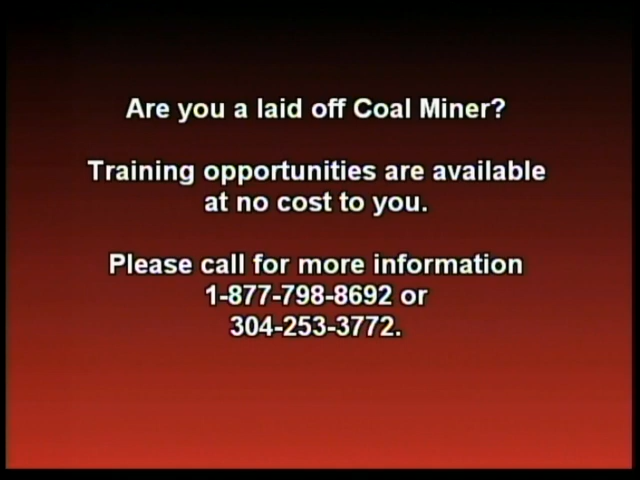 Are you a laid off Coal Miner?
Training opportunities are available
at no cost to you.
Please call for more information
1-877-798-8692 or
304-253-3772.